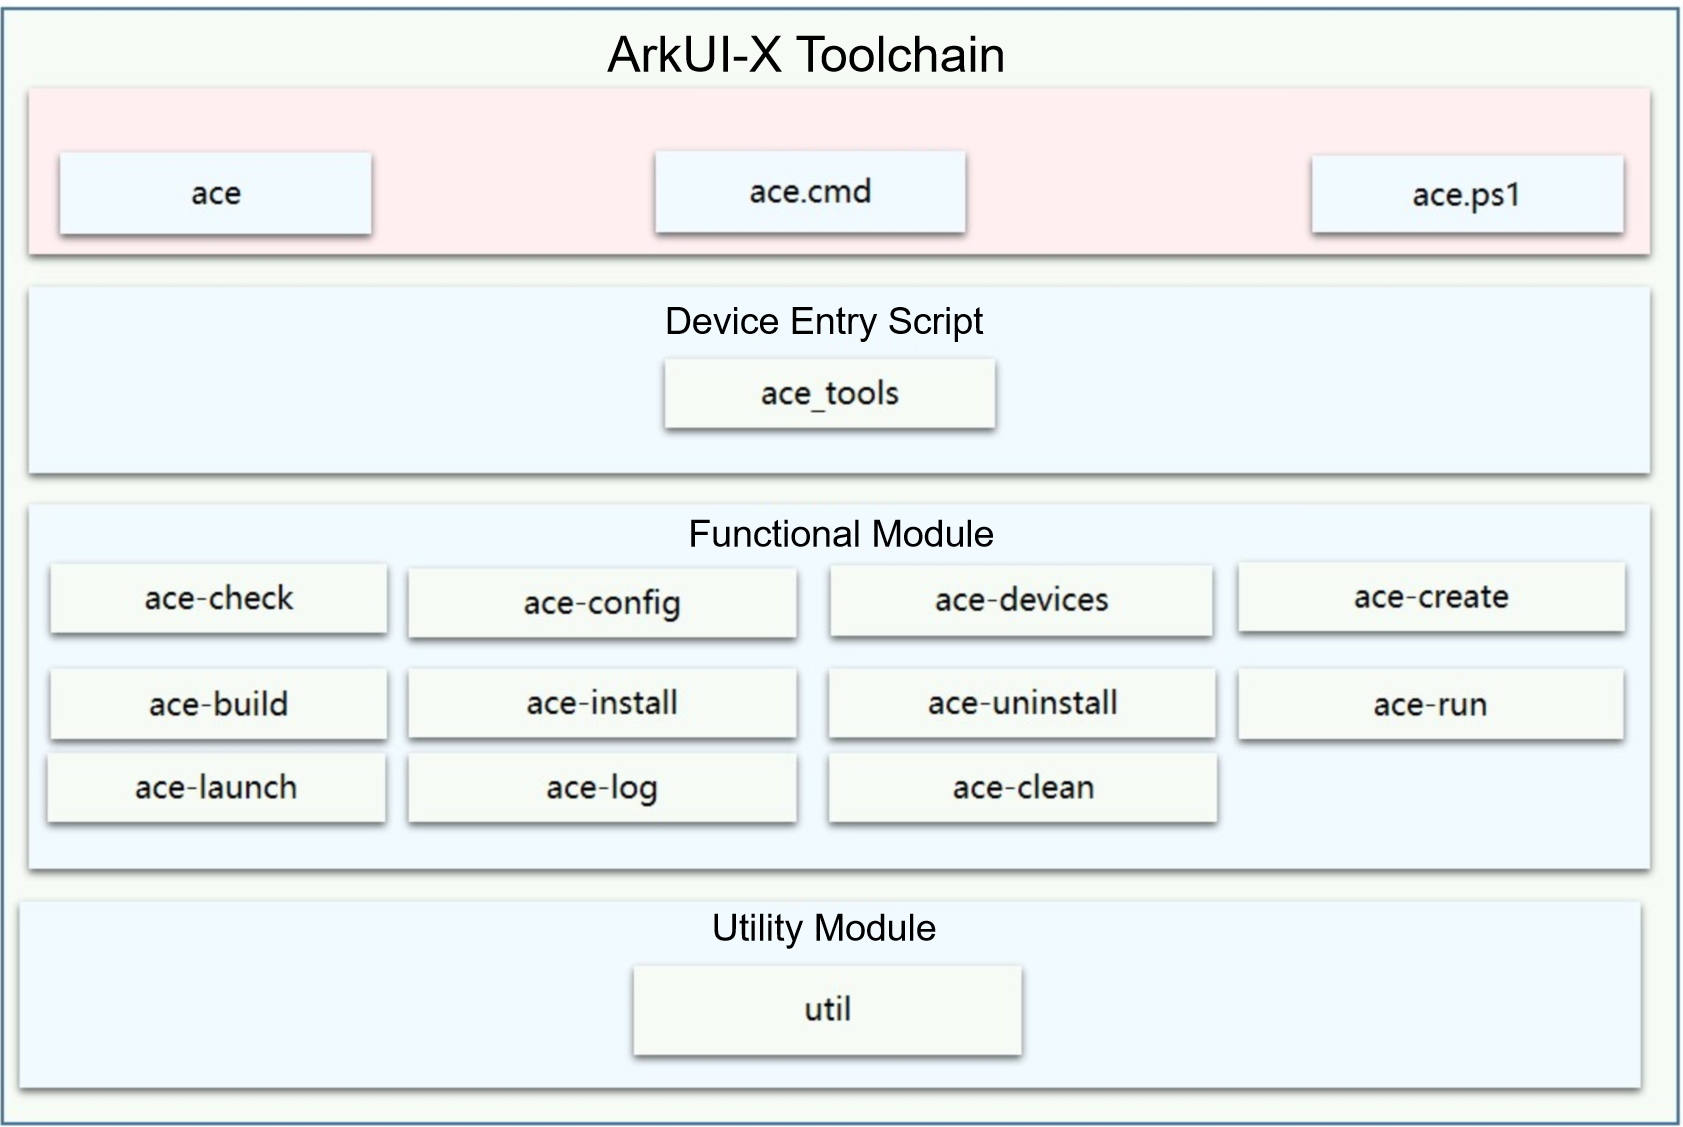 ArkUI-X Toolchain
ace
ace.cmd
ace.ps1
Device Entry Script
ace_tools
Functional Module
ace-check
ace-config
ace-devices
ace-create
ace-build
ace-install
ace-uninstall
ace-run
ace-launch
ace-log
ace-clean
Utility Module
util